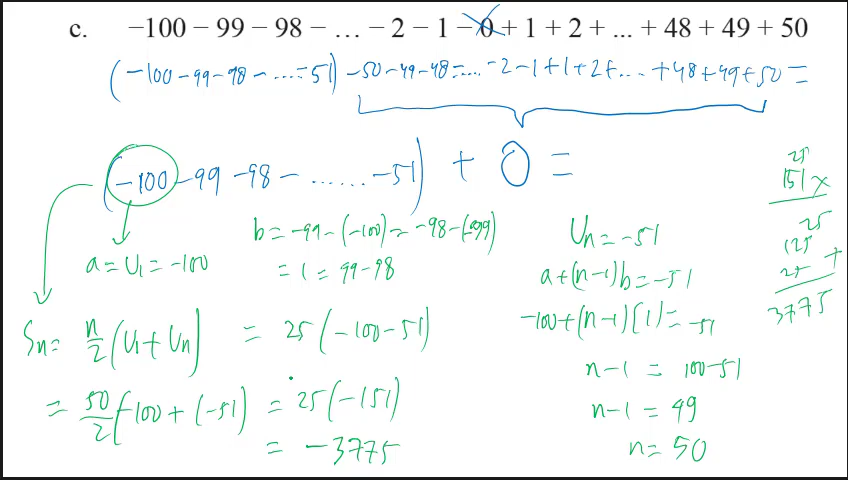 c. −100 − 99 − 98 − … − 2 − 1 − 0 + 1 + 2 + ... + 48 + 49 + 50
(−100−99−98− .....−51) −50−49−48−.... −2−1+1+2+.... +48+49+50 =
(−100 −99 −98 − ....... −51) + 0 =
a = U1 = −100
b = −99 − (−100) = −98 − (−99)
= 1 = 99−98
Sn = n/2 (U1 + Un) = 25 (−100 −51)
= 50/2 (−100 + (−51) = 25 (−151)
= −3775
Un = −51
a+(n−1)b = −51
−100+(n−1)(1) = −51
n−1 = 100−51
n−1 = 49
n = 50
25
151 ×
25
125
25 +
3775